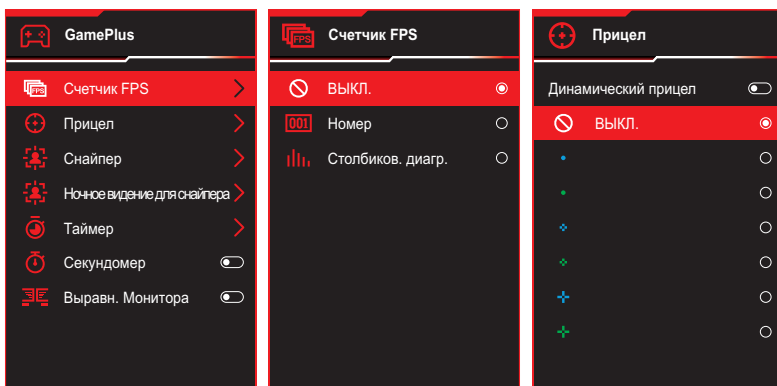 GamePlus
Счетчик FPS
Прицел
Снайпер
Ночное видение для снайпера
Таймер
Секундомер
Выравн. Монитора
Счетчик FPS
ВЫКЛ.
001 Номер
Столбиков. диагр.
Прицел
Динамический прицел
ВЫКЛ.